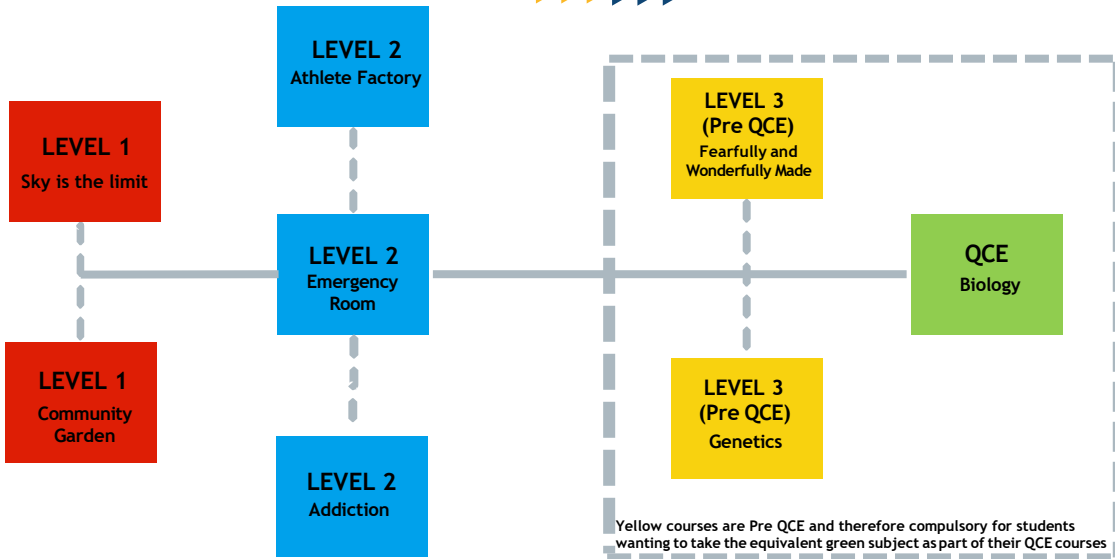 LEVEL 1
Sky is the limit
LEVEL 1
Community
Garden
LEVEL 2
Athlete Factory
LEVEL 2
Emergency
Room
LEVEL 2
Addiction
LEVEL 3
(Pre QCE)
Fearfully and
Wonderfully Made
LEVEL 3
(Pre QCE)
Genetics
QCE
Biology
Yellow courses are Pre QCE and therefore compulsory for students
wanting to take the equivalent green subject as part of their QCE courses